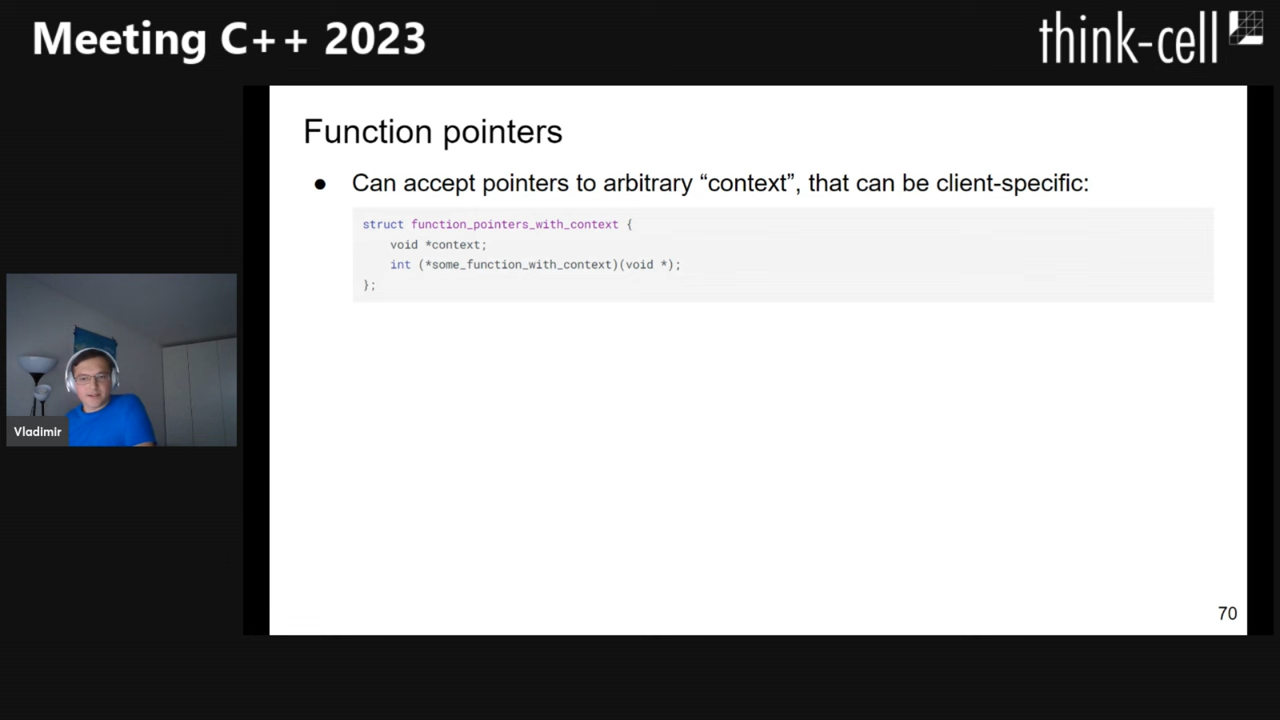 Meeting C++ 2023
think-cell
Function pointers
● Can accept pointers to arbitrary “context”, that can be client-specific:
struct function_pointers_with_context {
    void *context;
    int (*some_function_with_context)(void *);
};
Vladimir
70